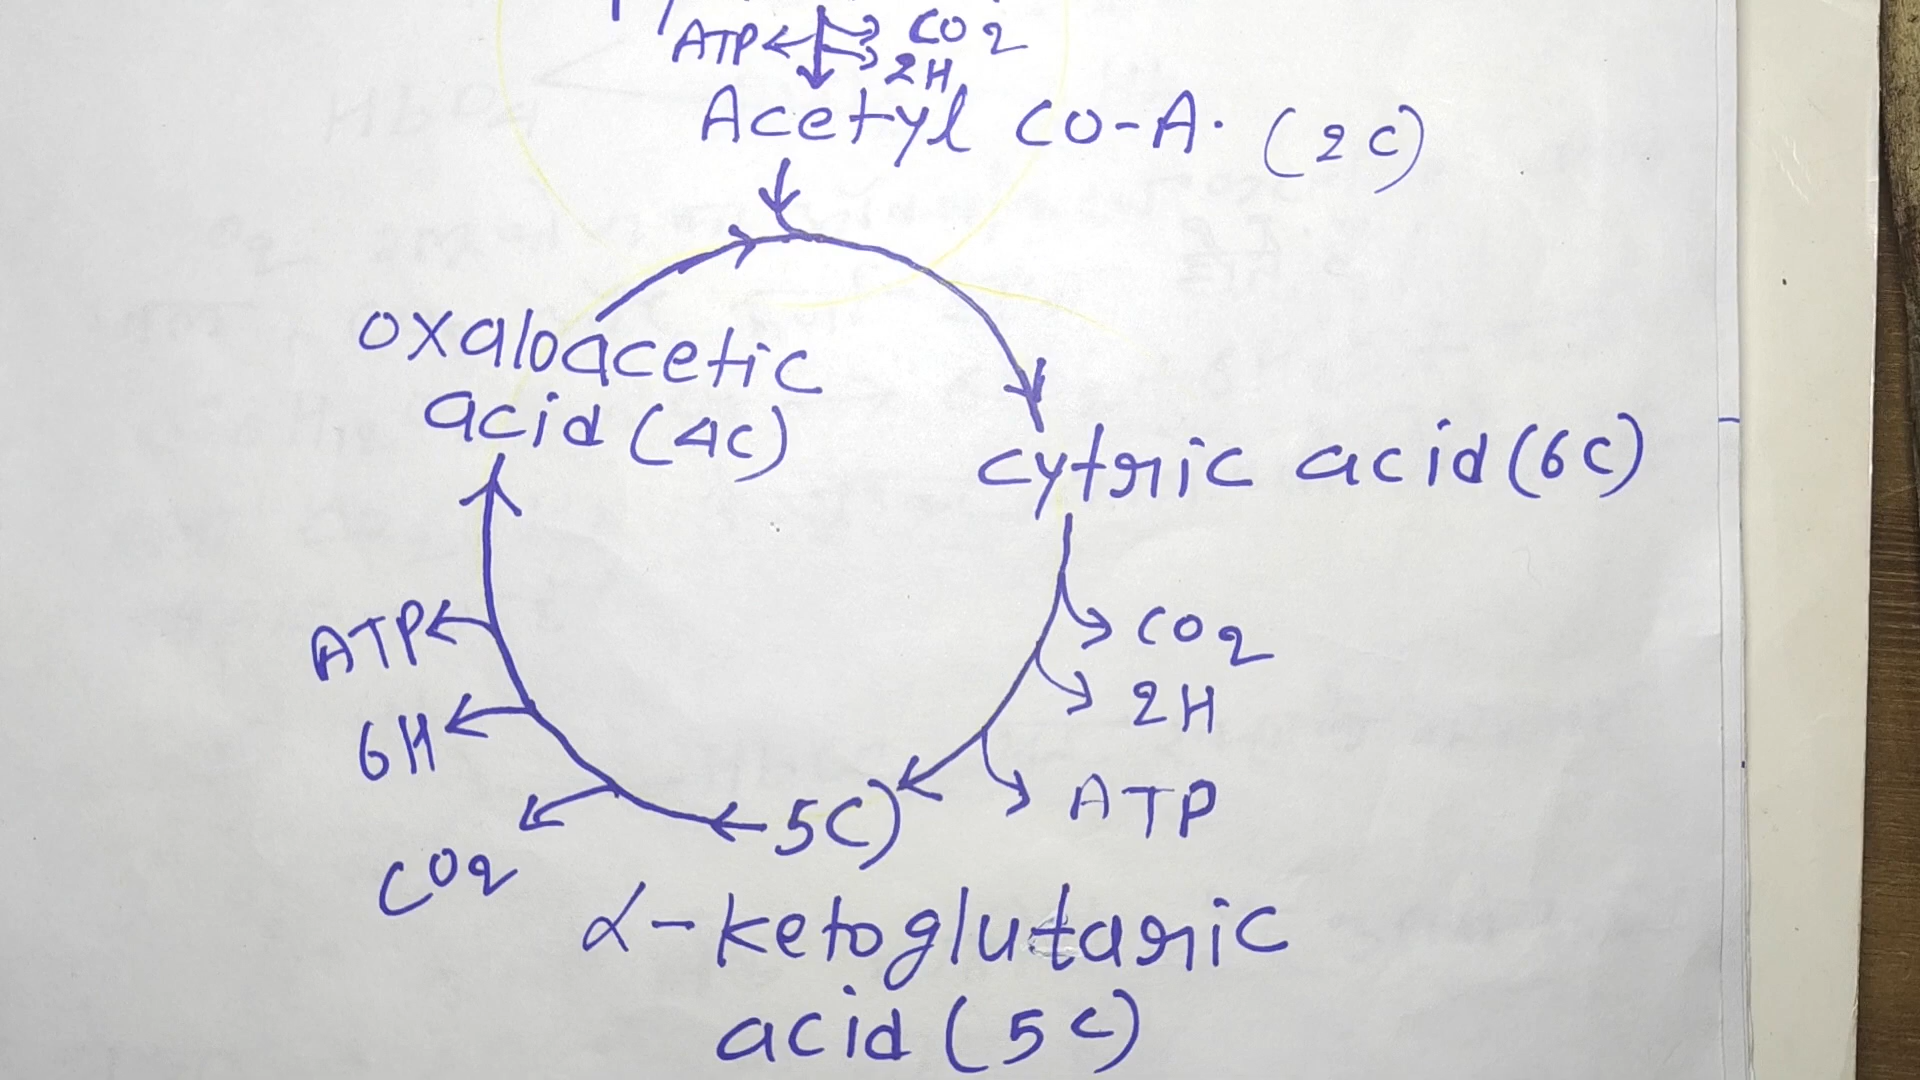 ATP CO2
2H
Acetyl CO-A. (2C)
oxaloacetic
acid (4C)
cytric acid (6C)
CO2
2H
ATP
ATP
6H
CO2
5C)
α-ketoglutaric
acid (5C)